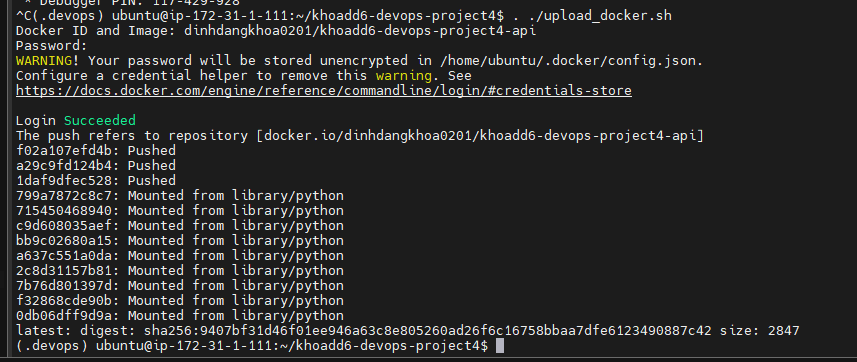 * Debugger PIN: 117-429-928
^C(.devops) ubuntu@ip-172-31-1-111:~/khoadd6-devops-project4$ . ./upload_docker.sh
Docker ID and Image: dinhdangkhoa0201/khoadd6-devops-project4-api
Password:
WARNING! Your password will be stored unencrypted in /home/ubuntu/.docker/config.json.
Configure a credential helper to remove this warning. See
https://docs.docker.com/engine/reference/commandline/login/#credentials-store
Login Succeeded
The push refers to repository [docker.io/dinhdangkhoa0201/khoadd6-devops-project4-api]
f02a107efd4b: Pushed
a29c9fd124b4: Pushed
1daf9dfec528: Pushed
799a7872c8c7: Mounted from library/python
715450468940: Mounted from library/python
c9d608035aef: Mounted from library/python
bb9c02680a15: Mounted from library/python
a637c551a0da: Mounted from library/python
2c8d31157b81: Mounted from library/python
7b76d801397d: Mounted from library/python
f32868cde90b: Mounted from library/python
0db06dff9d9a: Mounted from library/python
latest: digest: sha256:9407bf31d46f01ee946a63c8e805260ad26f6c16758bbaa7dfe6123490887c42 size: 2847
(.devops) ubuntu@ip-172-31-1-111:~/khoadd6-devops-project4$